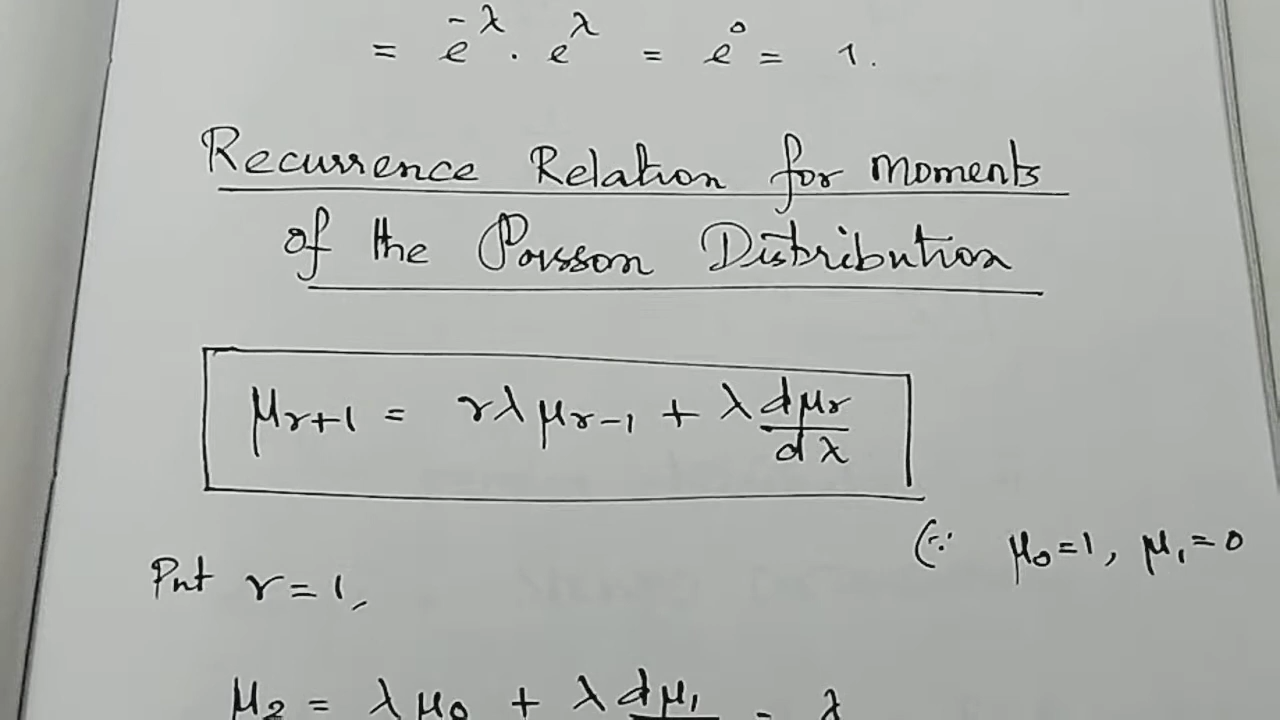 = e^{-λ} . e^{λ} = e^0 = 1.
Recurrence Relation for Moments
of the Poisson Distribution
μ_{r+1} = rλ μ_{r-1} + λ dμ_r/dλ
(∵ μ_0=1, μ_1=0
Put r=1,
μ_2 = λ μ_0 + λ dμ_1 = λ